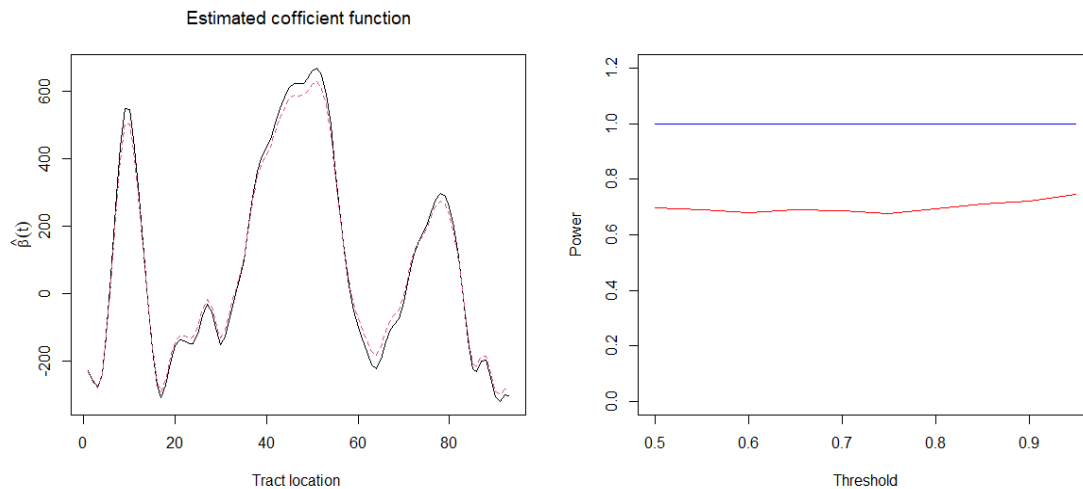 Estimated cofficient function
β̂(t)
600
400
200
0
-200
0 20 40 60 80
Tract location
Power
1.2
1.0
0.8
0.6
0.4
0.2
0.0
0.5 0.6 0.7 0.8 0.9
Threshold